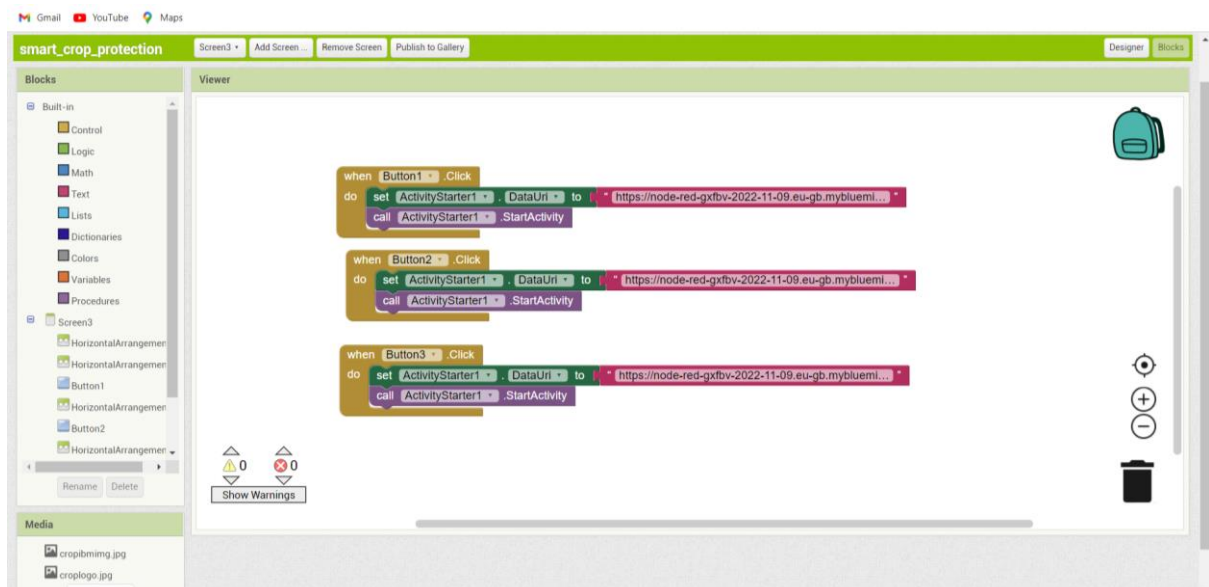 Gmail YouTube Maps
smart_crop_protection Screen3 Add Screen ... Remove Screen Publish to Gallery Designer Blocks
Blocks
Viewer
Built-in
Control
Logic
Math
Text
Lists
Dictionaries
Colors
Variables
Procedures
Screen3
HorizontalArrangemen
HorizontalArrangemen
Button1
HorizontalArrangemen
Button2
HorizontalArrangemen
Rename Delete
Media
cropibmimg.jpg
croplogo.jpg
when Button1 .Click
do set ActivityStarter1 . DataUri to " https://node-red-gxfbv-2022-11-09.eu-gb.mybluemi... "
call ActivityStarter1 .StartActivity
when Button2 .Click
do set ActivityStarter1 . DataUri to " https://node-red-gxfbv-2022-11-09.eu-gb.mybluemi... "
call ActivityStarter1 .StartActivity
when Button3 .Click
do set ActivityStarter1 . DataUri to " https://node-red-gxfbv-2022-11-09.eu-gb.mybluemi... "
call ActivityStarter1 .StartActivity
0 0
Show Warnings